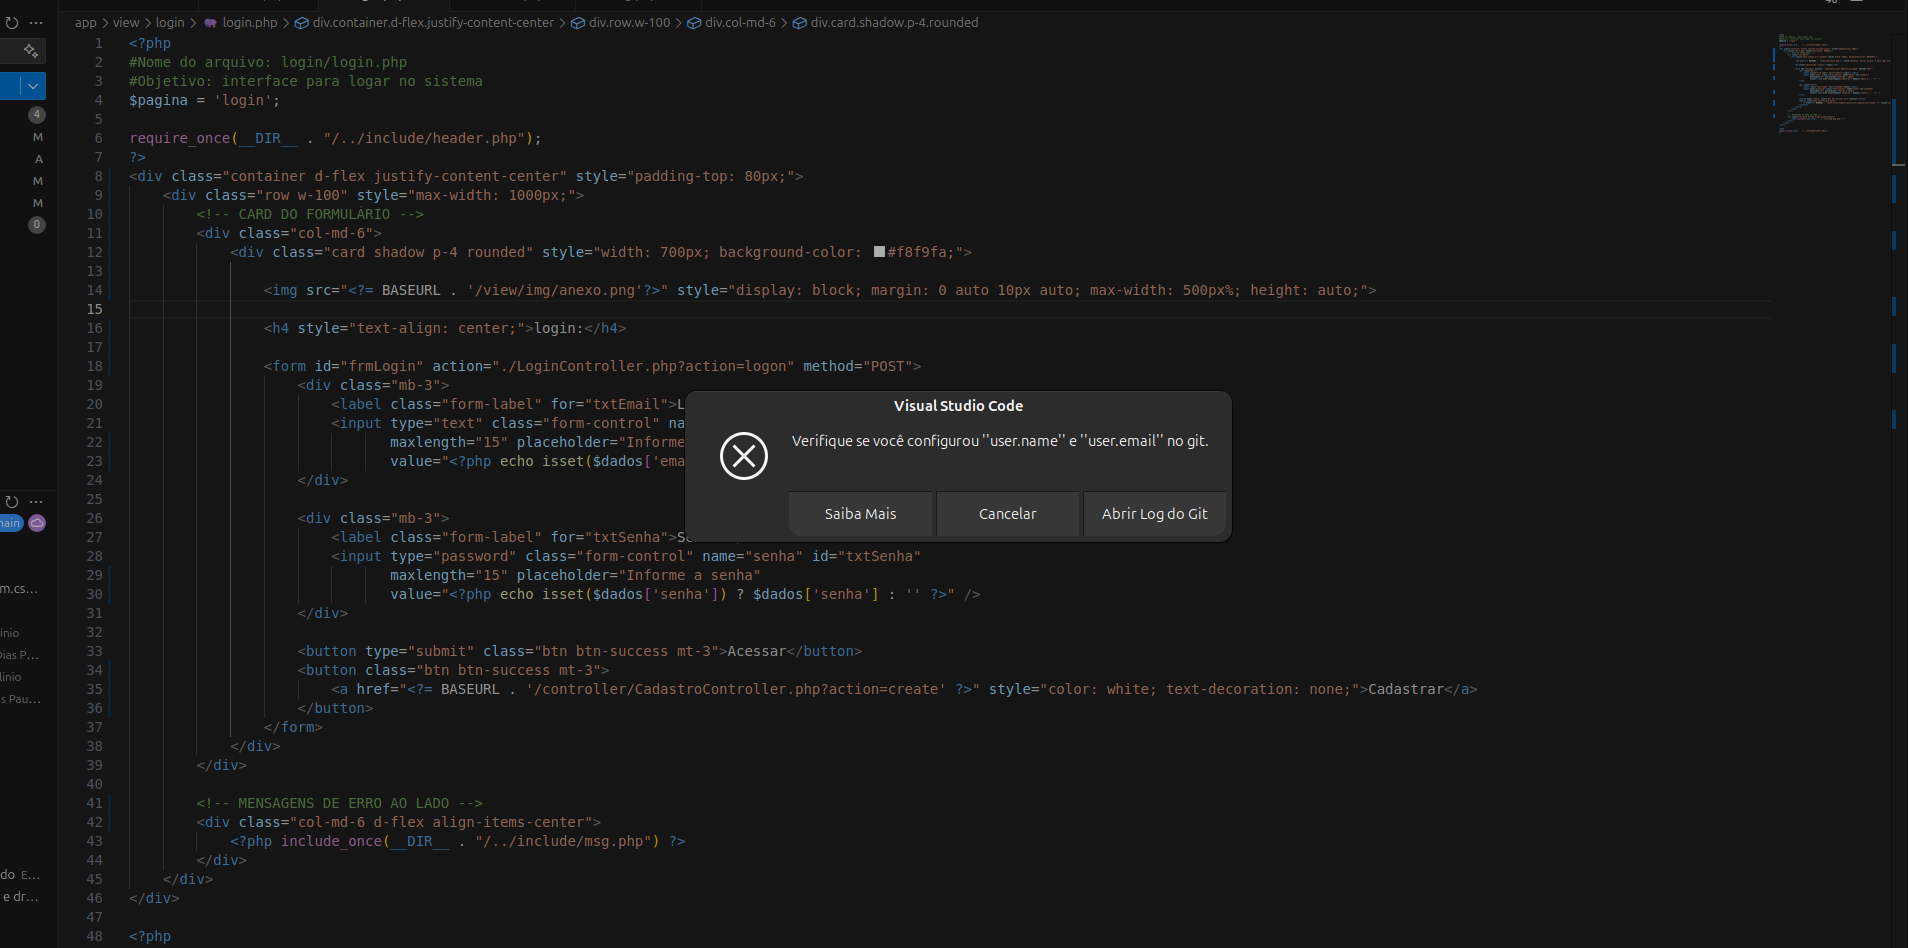 app > view > login > login.php > div.container.d-flex.justify-content-center > div.row.w-100 > div.col-md-6 > div.card.shadow.p-4.rounded
1 <?php
2 #Nome do arquivo: login/login.php
3 #Objetivo: interface para logar no sistema
4 $pagina = 'login';
5
6 require_once(__DIR__ . "/../include/header.php");
7 ?>
8 <div class="container d-flex justify-content-center" style="padding-top: 80px;">
9 <div class="row w-100" style="max-width: 1000px;">
10 <!-- CARD DO FORMULÁRIO -->
11 <div class="col-md-6">
12 <div class="card shadow p-4 rounded" style="width: 700px; background-color: #f8f9fa;">
13
14 <img src="<?= BASEURL . '/view/img/anexo.png'?>" style="display: block; margin: 0 auto 10px auto; max-width: 500px%; height: auto;">
15
16 <h4 style="text-align: center;">login:</h4>
17
18 <form id="frmLogin" action="./LoginController.php?action=logon" method="POST">
19 <div class="mb-3">
20 <label class="form-label" for="txtEmail">L
21 <input type="text" class="form-control" na
22 maxlength="15" placeholder="Informe
23 value="<?php echo isset($dados['ema
24 </div>
25
26 <div class="mb-3">
27 <label class="form-label" for="txtSenha">S
28 <input type="password" class="form-control" name="senha" id="txtSenha"
29 maxlength="15" placeholder="Informe a senha"
30 value="<?php echo isset($dados['senha']) ? $dados['senha'] : '' ?>" />
31 </div>
32
33 <button type="submit" class="btn btn-success mt-3">Acessar</button>
34 <button class="btn btn-success mt-3">
35 <a href="<?= BASEURL . '/controller/CadastroController.php?action=create' ?>" style="color: white; text-decoration: none;">Cadastrar</a>
36 </button>
37 </form>
38 </div>
39 </div>
40
41 <!-- MENSAGENS DE ERRO AO LADO -->
42 <div class="col-md-6 d-flex align-items-center">
43 <?php include_once(__DIR__ . "/../include/msg.php") ?>
44 </div>
45 </div>
46 </div>
47
48 <?php
Visual Studio Code
Verifique se você configurou "user.name" e "user.email" no git.
Saiba Mais
Cancelar
Abrir Log do Git
4
M
A
M
M
0
main
m.cs...
inio
Dias P...
linio
s Pau...
do E...
e dr...